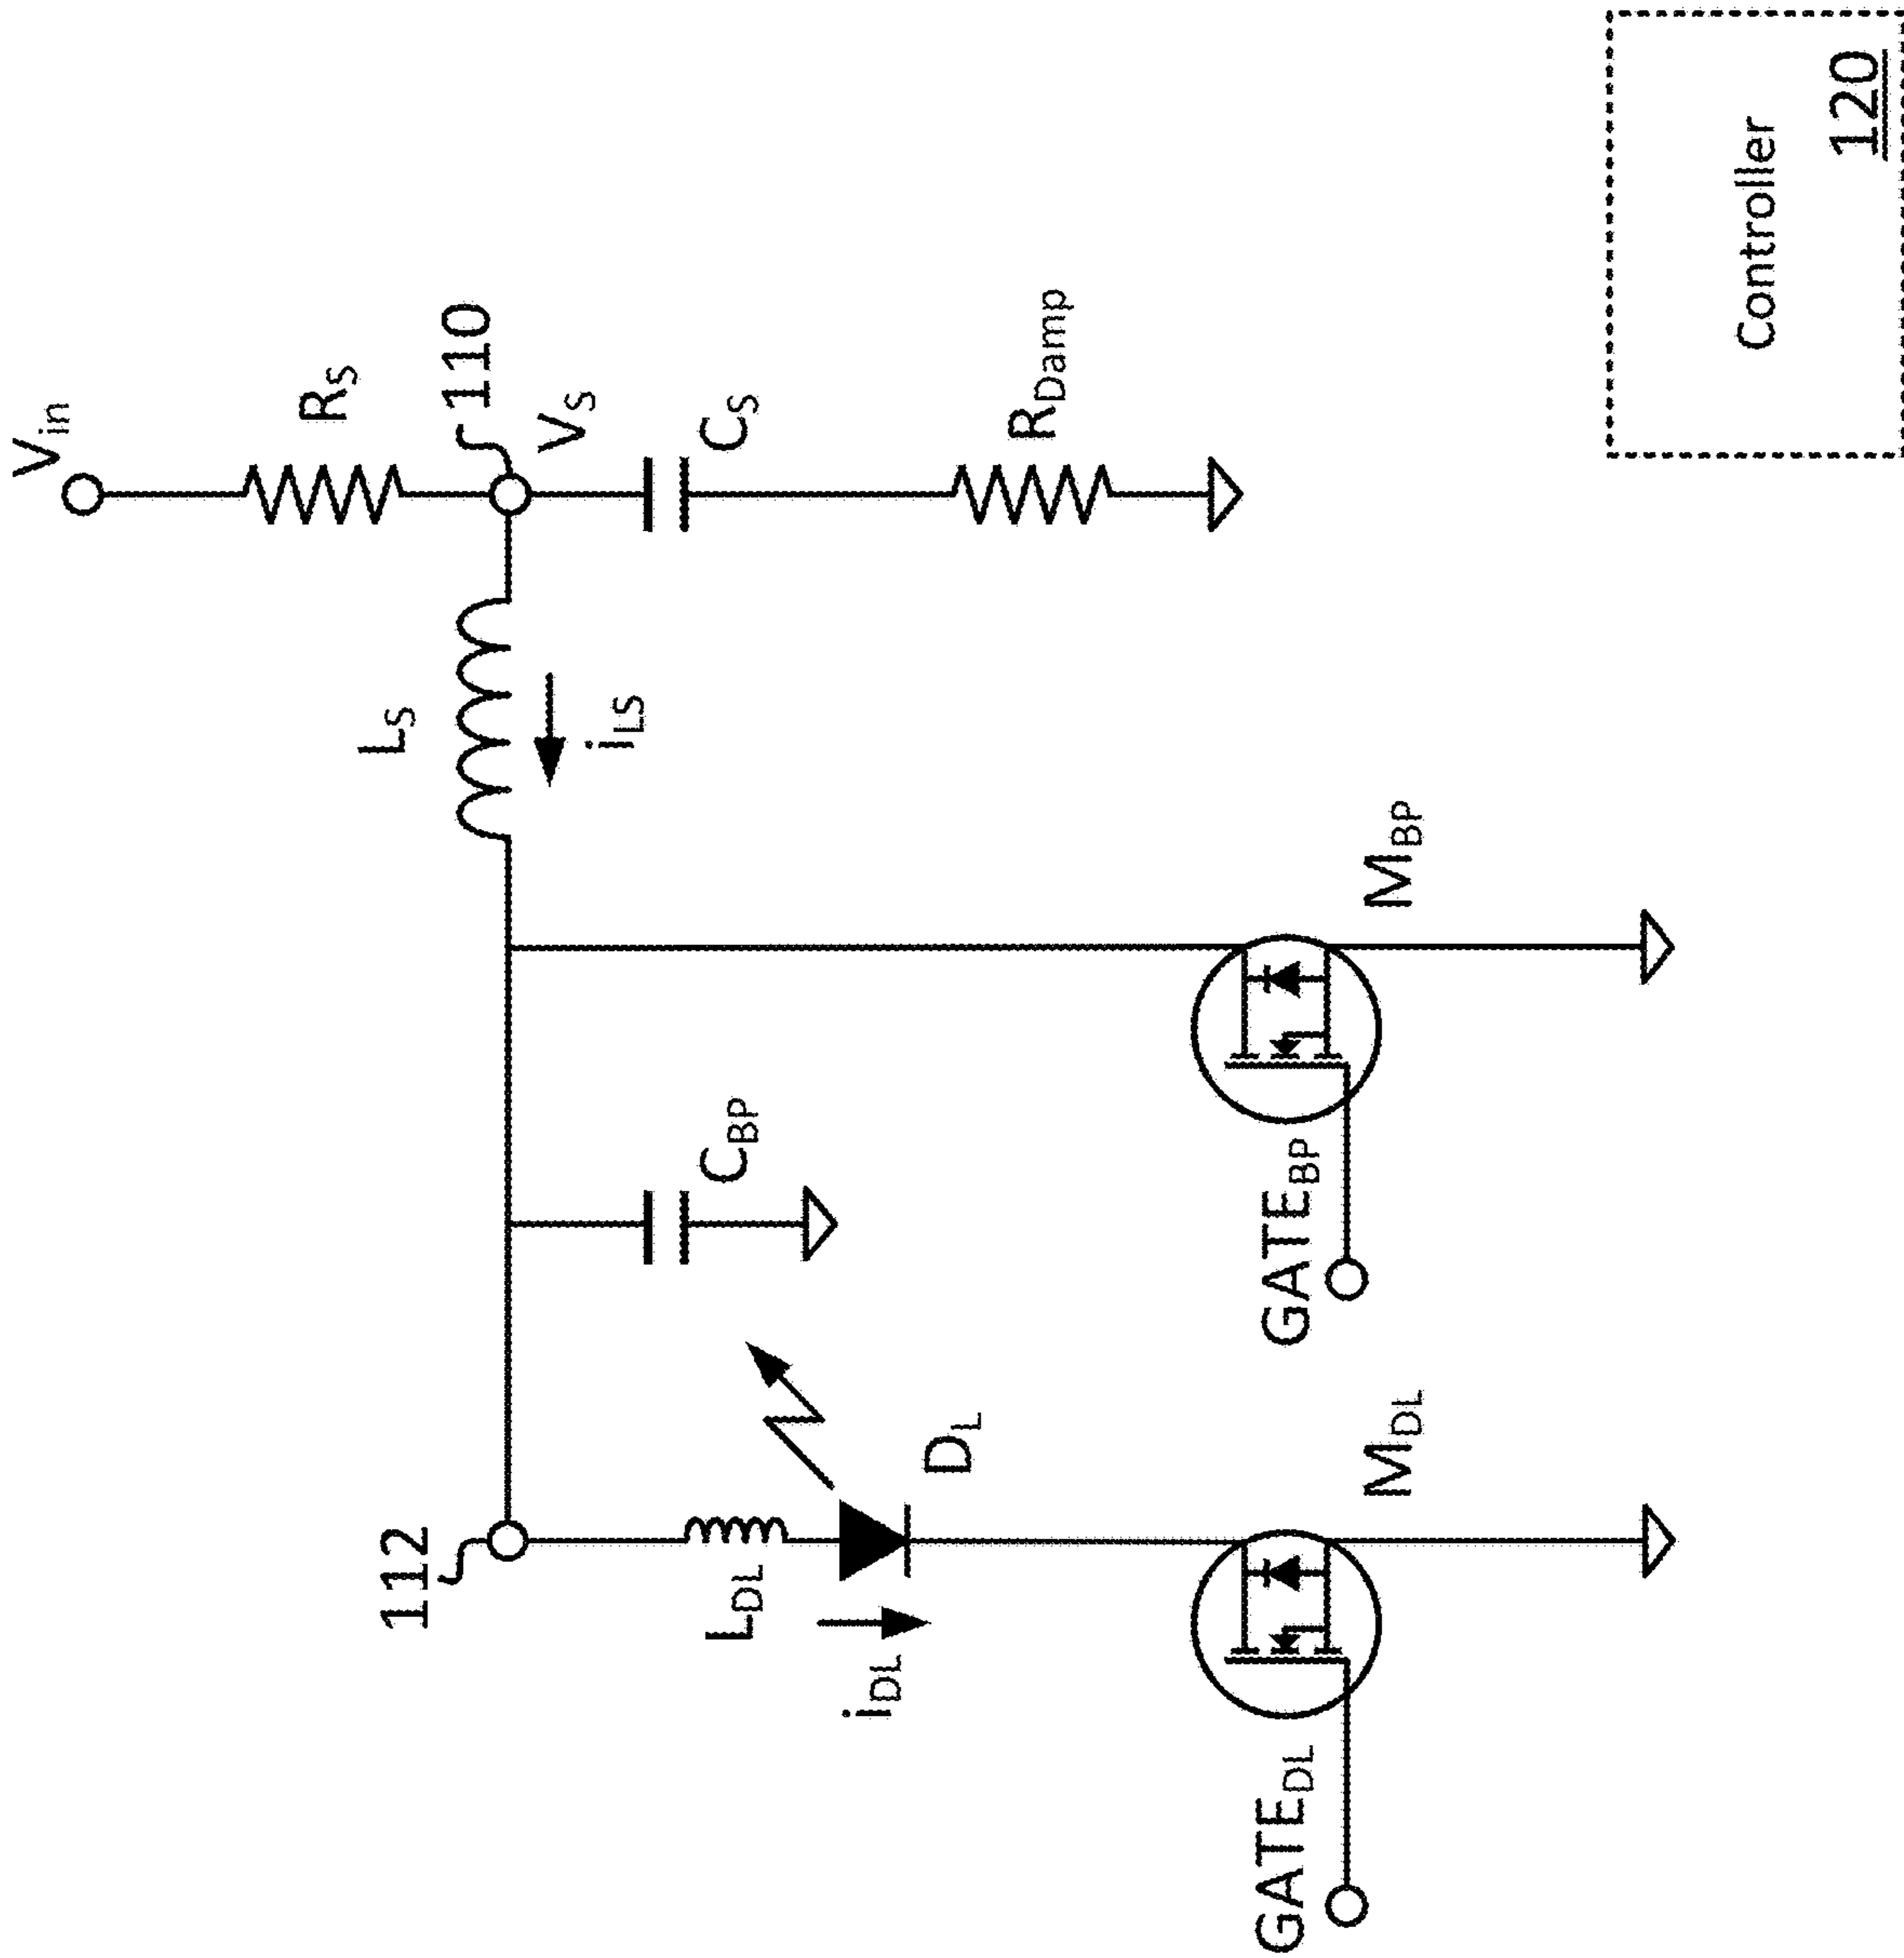 Vin
RS
110
VS
LS
iLS
CS
RDamp
112
LDL
iDL
DL
CBP
GATEBP
MBP
GATEDL
MDL
Controller
120